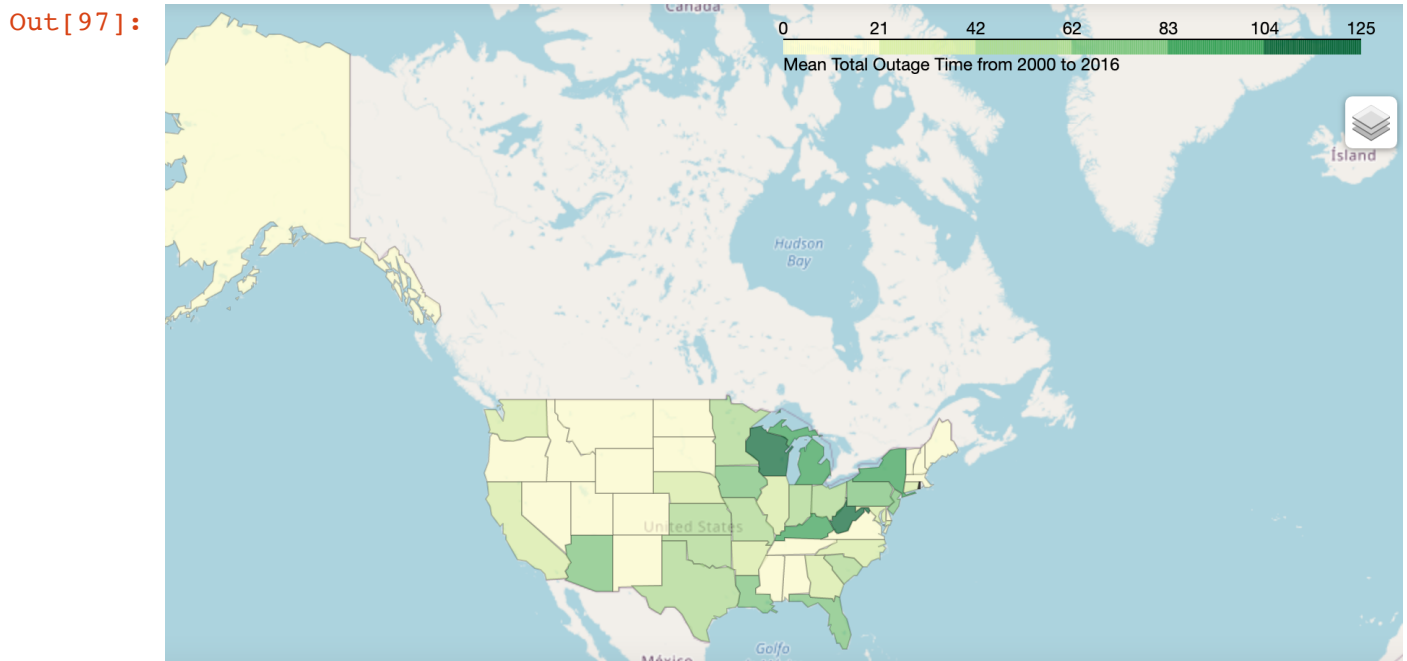 Out[97]:
Canada
0 21 42 62 83 104 125
Mean Total Outage Time from 2000 to 2016
Ísland
Hudson
Bay
United States
Golfo
México